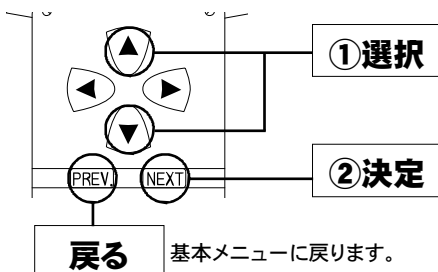 ①選択
PREV.
NEXT
②決定
戻る
基本メニューに戻ります。